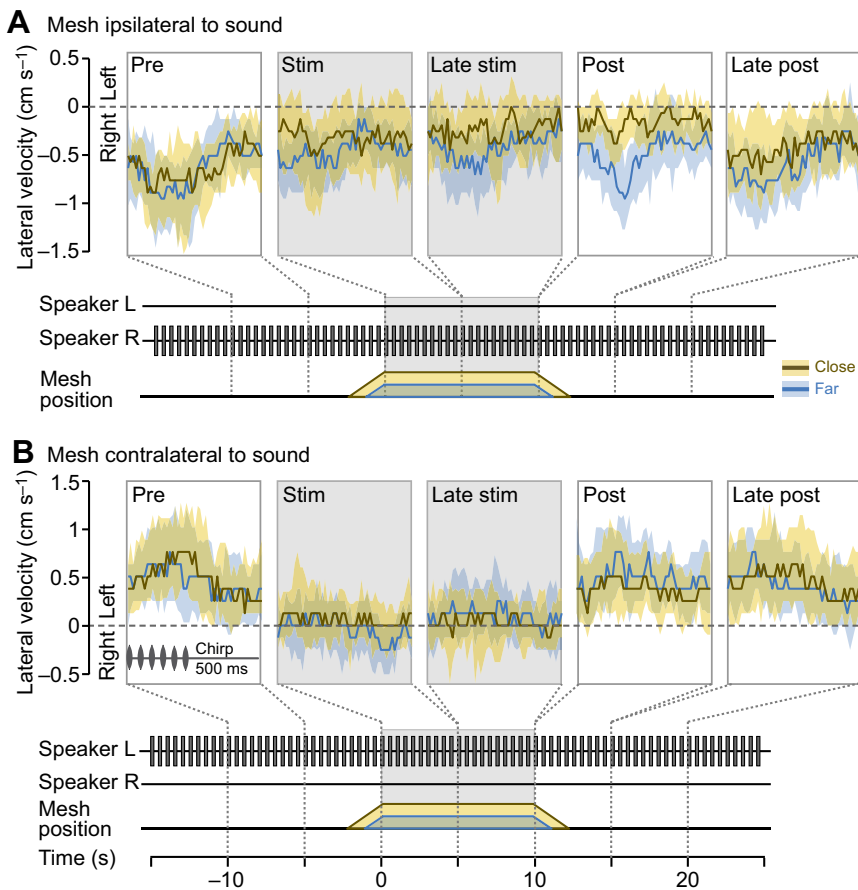 A Mesh ipsilateral to sound
Lateral velocity (cm s⁻¹)
Right Left
0.5
0
−0.5
−1
−1.5
Pre
Stim
Late stim
Post
Late post
Speaker L
Speaker R
Mesh
position
Close
Far
B Mesh contralateral to sound
Lateral velocity (cm s⁻¹)
Right Left
1.5
1
0.5
0
−0.5
Pre
Stim
Late stim
Post
Late post
Chirp
500 ms
Speaker L
Speaker R
Mesh
position
Time (s)
−10
0
10
20